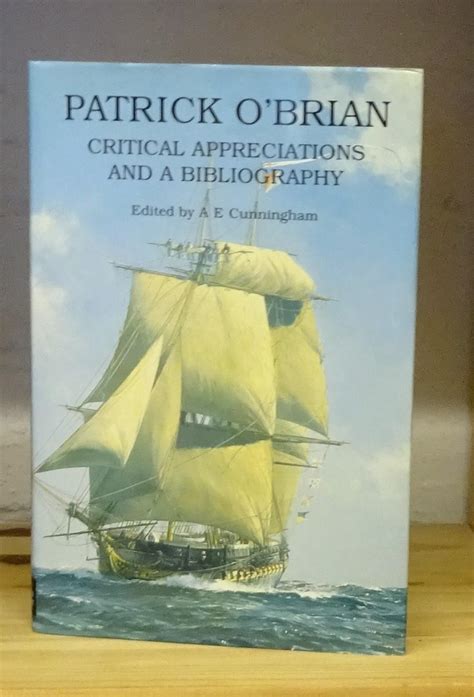 PATRICK O'BRIAN
CRITICAL APPRECIATIONS
AND A BIBLIOGRAPHY
Edited by A E Cunningham